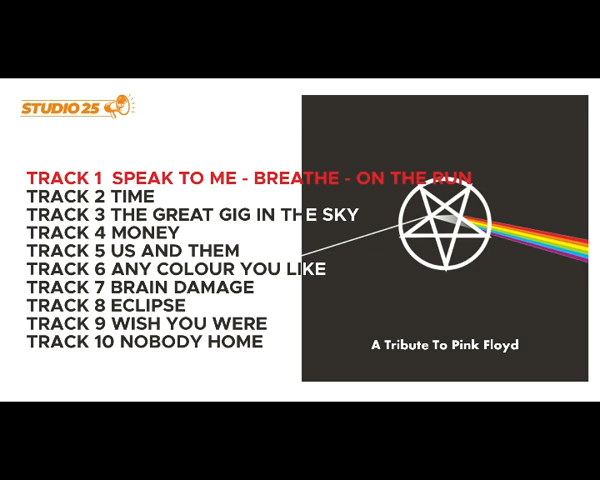 STUDIO 25
TRACK 1 SPEAK TO ME - BREATHE - ON THE RUN
TRACK 2 TIME
TRACK 3 THE GREAT GIG IN THE SKY
TRACK 4 MONEY
TRACK 5 US AND THEM
TRACK 6 ANY COLOUR YOU LIKE
TRACK 7 BRAIN DAMAGE
TRACK 8 ECLIPSE
TRACK 9 WISH YOU WERE
TRACK 10 NOBODY HOME
A Tribute To Pink Floyd